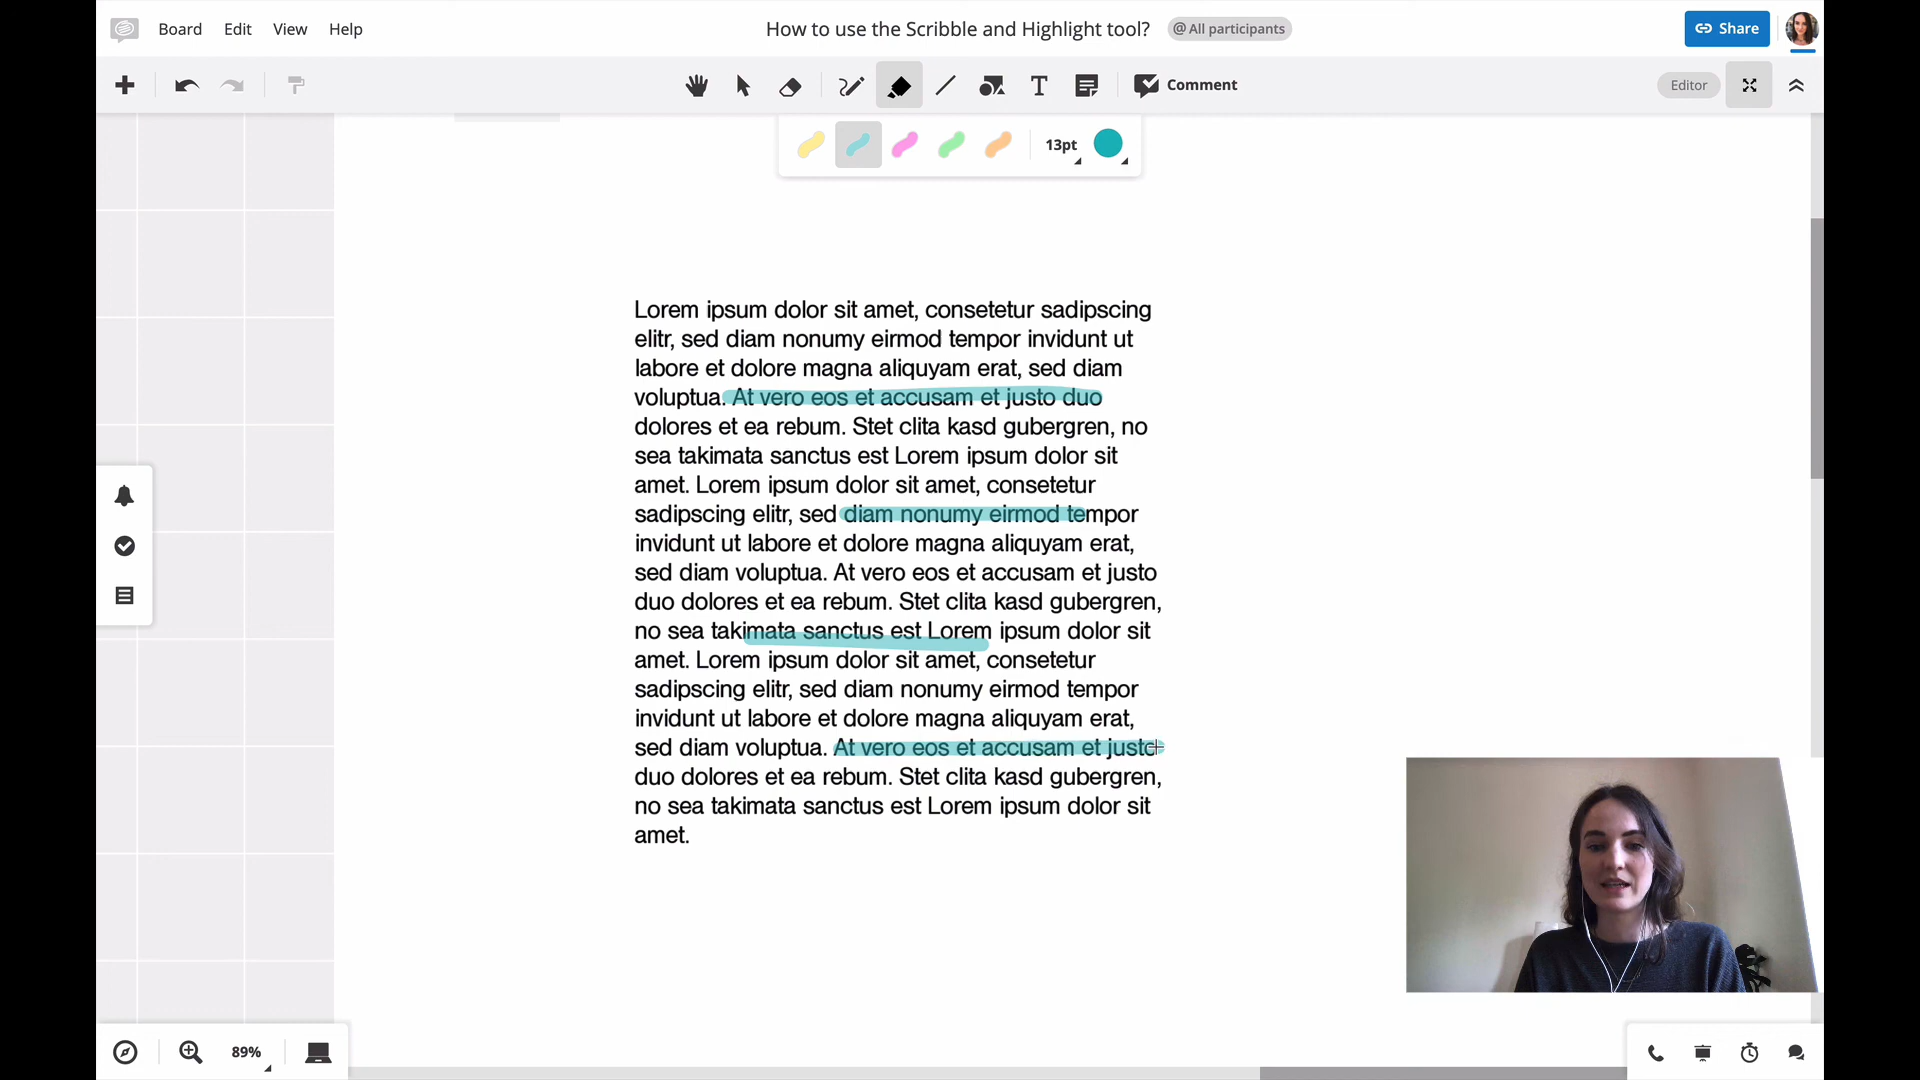 Board Edit View Help How to use the Scribble and Highlight tool? @ All participants Share
Comment Editor
13pt
Lorem ipsum dolor sit amet, consetetur sadipscing
elitr, sed diam nonumy eirmod tempor invidunt ut
labore et dolore magna aliquyam erat, sed diam
voluptua. At vero eos et accusam et justo duo
dolores et ea rebum. Stet clita kasd gubergren, no
sea takimata sanctus est Lorem ipsum dolor sit
amet. Lorem ipsum dolor sit amet, consetetur
sadipscing elitr, sed diam nonumy eirmod tempor
invidunt ut labore et dolore magna aliquyam erat,
sed diam voluptua. At vero eos et accusam et justo
duo dolores et ea rebum. Stet clita kasd gubergren,
no sea takimata sanctus est Lorem ipsum dolor sit
amet. Lorem ipsum dolor sit amet, consetetur
sadipscing elitr, sed diam nonumy eirmod tempor
invidunt ut labore et dolore magna aliquyam erat,
sed diam voluptua. At vero eos et accusam et justo
duo dolores et ea rebum. Stet clita kasd gubergren,
no sea takimata sanctus est Lorem ipsum dolor sit
amet.
89%